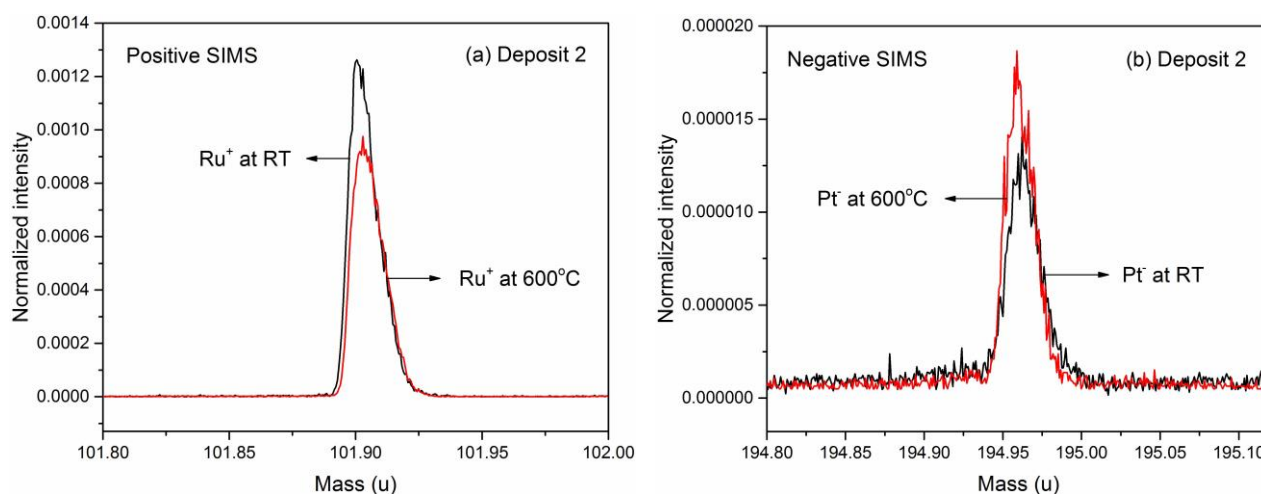 Positive SIMS
(a) Deposit 2
Ru⁺ at RT
Ru⁺ at 600°C
Normalized intensity
0.0014
0.0012
0.0010
0.0008
0.0006
0.0004
0.0002
0.0000
101.80 101.85 101.90 101.95 102.00
Mass (u)
Negative SIMS
(b) Deposit 2
Pt⁻ at 600°C
Pt⁻ at RT
Normalized intensity
0.000020
0.000015
0.000010
0.000005
0.000000
194.80 194.85 194.90 194.95 195.00 195.05 195.10
Mass (u)